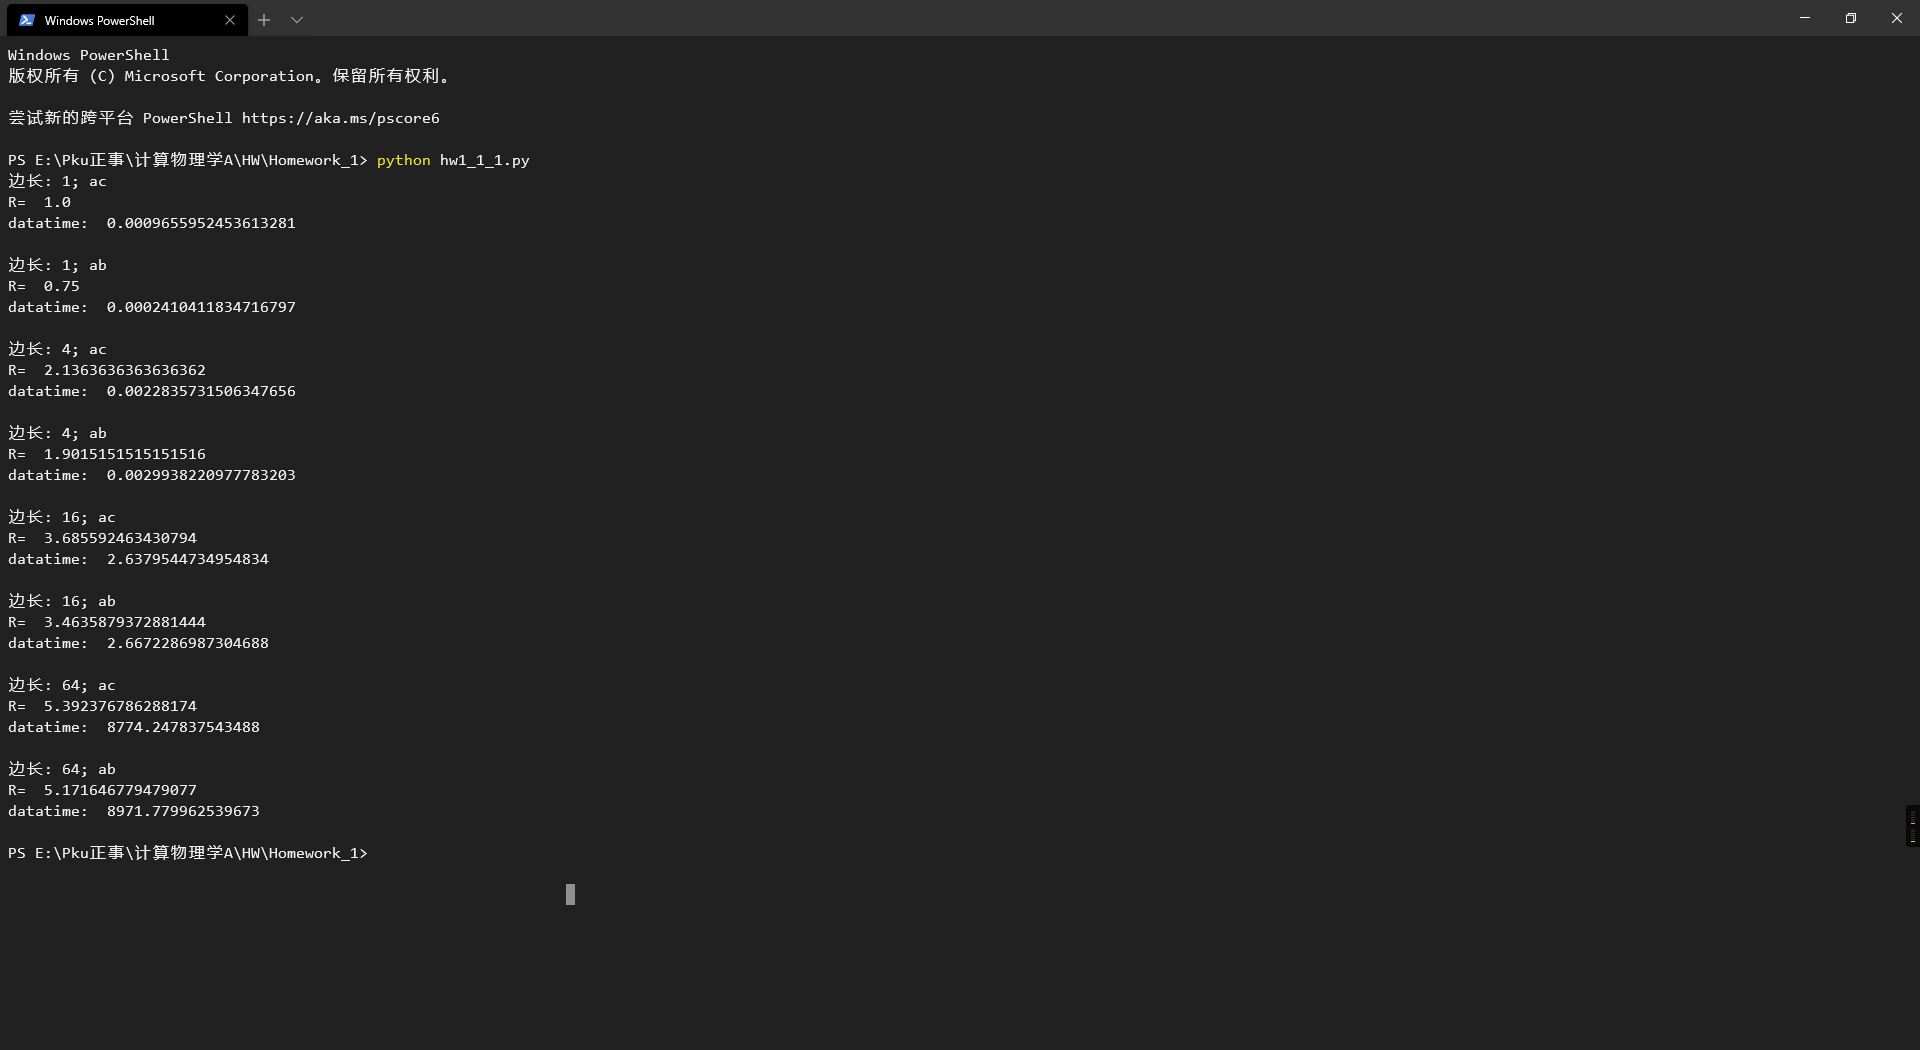 Windows PowerShell
Windows PowerShell
版权所有 (C) Microsoft Corporation。保留所有权利。
尝试新的跨平台 PowerShell https://aka.ms/pscore6
PS E:\Pku正事\计算物理学A\HW\Homework_1> python hw1_1_1.py
边长: 1; ac
R=  1.0
datatime:  0.0009655952453613281
边长: 1; ab
R=  0.75
datatime:  0.0002410411834716797
边长: 4; ac
R=  2.1363636363636362
datatime:  0.0022835731506347656
边长: 4; ab
R=  1.9015151515151516
datatime:  0.0029938220977783203
边长: 16; ac
R=  3.685592463430794
datatime:  2.6379544734954834
边长: 16; ab
R=  3.4635879372881444
datatime:  2.6672286987304688
边长: 64; ac
R=  5.392376786288174
datatime:  8774.247837543488
边长: 64; ab
R=  5.171646779479077
datatime:  8971.779962539673
PS E:\Pku正事\计算物理学A\HW\Homework_1>